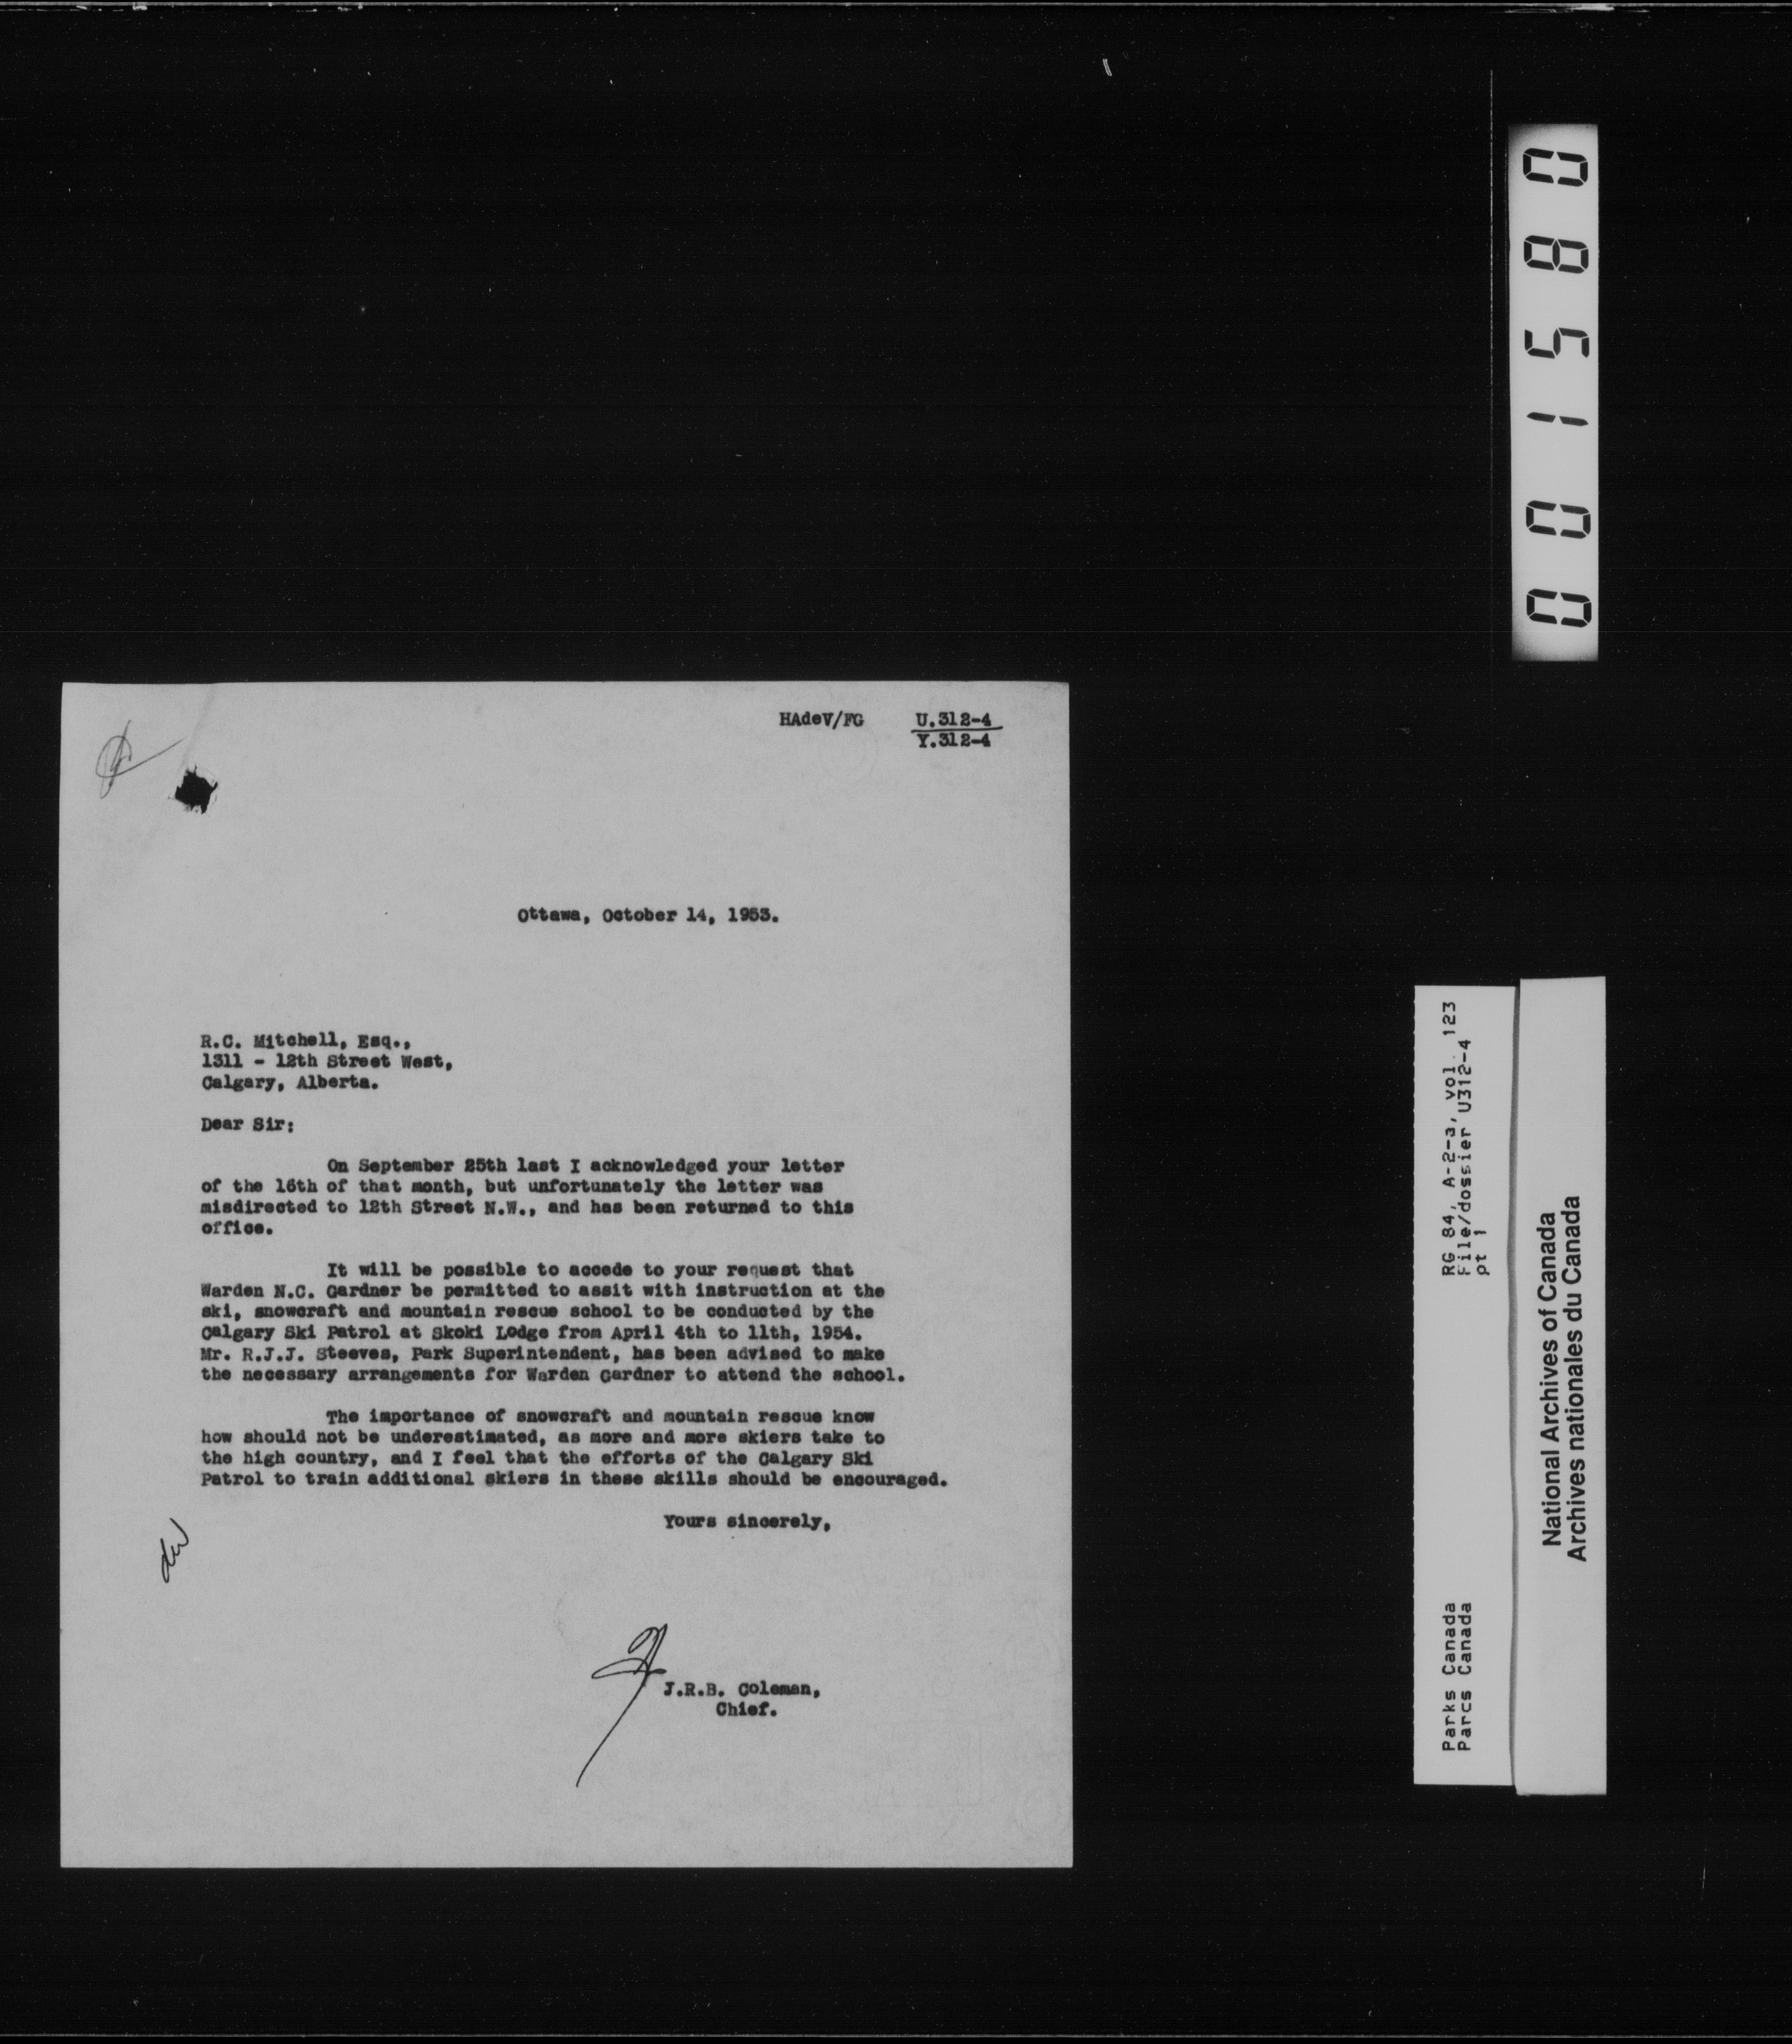 HAdeV/FG U.312-4
Y.312-4
Ottawa, October 14, 1953.
R.C. Mitchell, Esq.,
1311 - 12th Street West,
Calgary, Alberta.
Dear Sir:
On September 25th last I acknowledged your letter
of the 16th of that month, but unfortunately the letter was
misdirected to 12th Street N.W., and has been returned to this
office.
It will be possible to accede to your request that
Warden N.C. Gardner be permitted to assit with instruction at the
ski, snowcraft and mountain rescue school to be conducted by the
Calgary Ski Patrol at Skoki Lodge from April 4th to 11th, 1954.
Mr. R.J.J. Steeves, Park Superintendent, has been advised to make
the necessary arrangements for Warden Gardner to attend the school.
The importance of snowcraft and mountain rescue know
how should not be underestimated, as more and more skiers take to
the high country, and I feel that the efforts of the Calgary Ski
Patrol to train additional skiers in these skills should be encouraged.
Yours sincerely,
J.R.B. Coleman,
Chief.
001580
RG 84, A-2-a, vol. 123
File/dossier U312-4
pt 1
Parks Canada
Parcs Canada
National Archives of Canada
Archives nationales du Canada